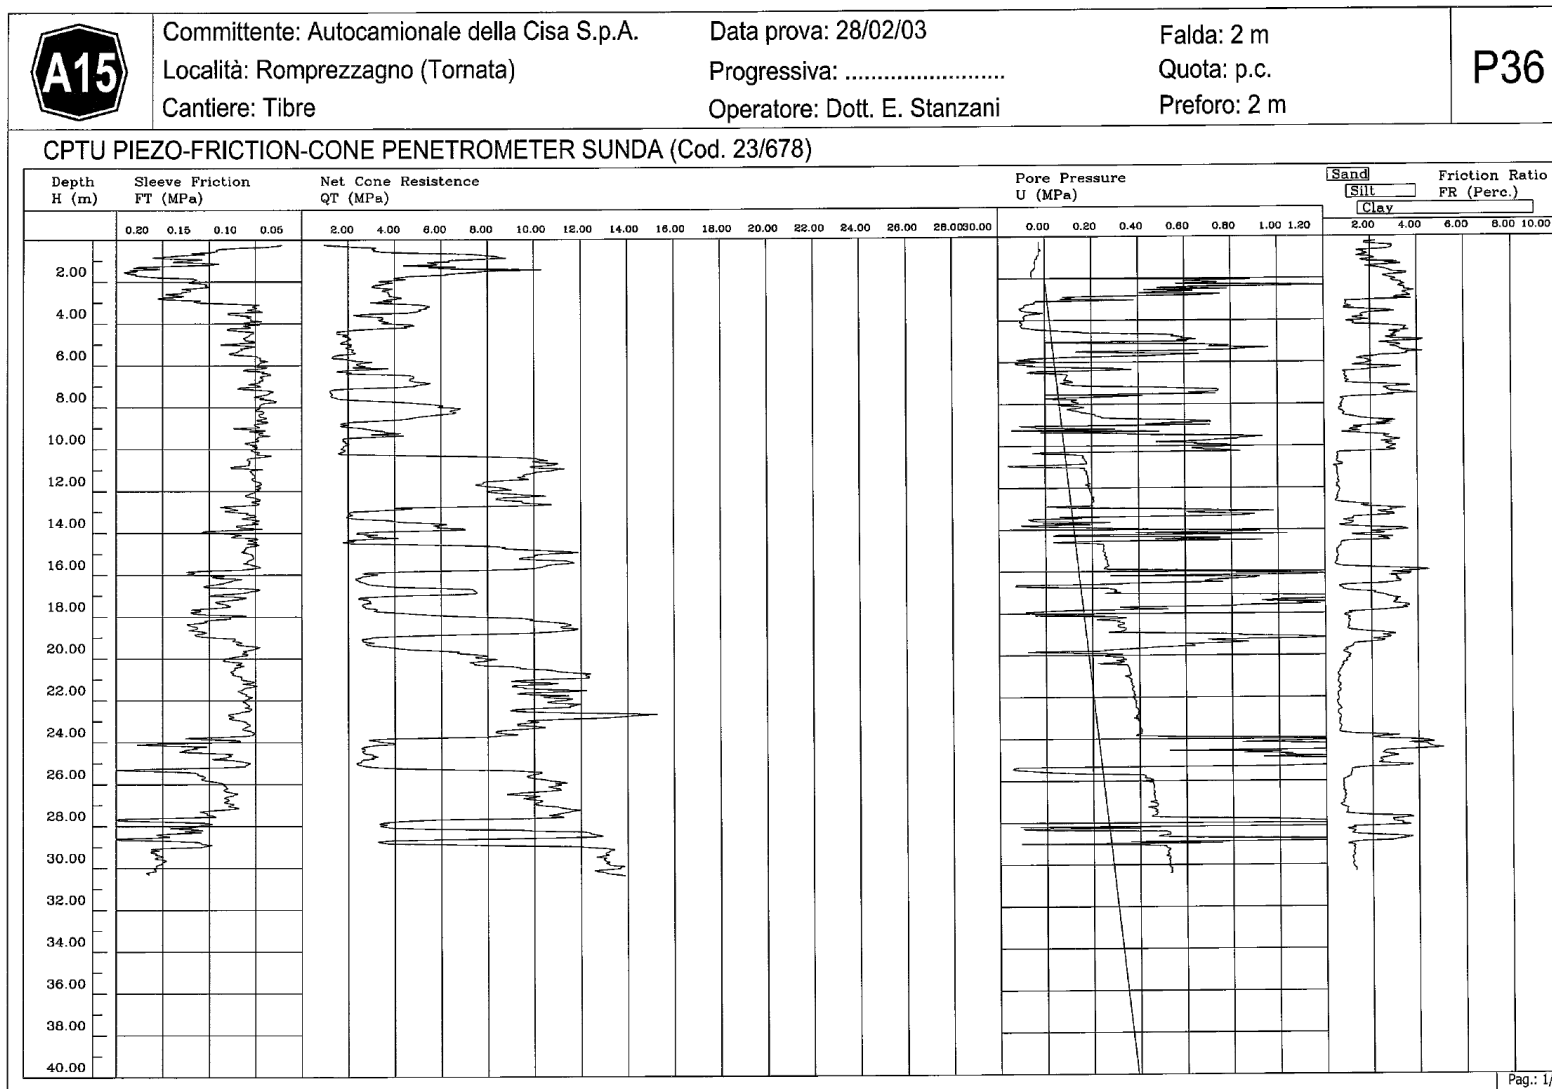 A15
Committente: Autocamionale della Cisa S.p.A.
Località: Romprezzagno (Tornata)
Cantiere: Tibre
Data prova: 28/02/03
Progressiva: .........................
Operatore: Dott. E. Stanzani
Falda: 2 m
Quota: p.c.
Preforo: 2 m
P36
CPTU PIEZO-FRICTION-CONE PENETROMETER SUNDA (Cod. 23/678)
Depth
H (m)
Sleeve Friction
FT (MPa)
Net Cone Resistence
QT (MPa)
Pore Pressure
U (MPa)
Sand
Silt
Clay
Friction Ratio
FR (Perc.)
0.20 0.15 0.10 0.05
2.00 4.00 6.00 8.00 10.00 12.00 14.00 16.00 18.00 20.00 22.00 24.00 26.00 28.00 30.00
0.00 0.20 0.40 0.60 0.80 1.00 1.20
2.00 4.00 6.00 8.00 10.00
2.00
4.00
6.00
8.00
10.00
12.00
14.00
16.00
18.00
20.00
22.00
24.00
26.00
28.00
30.00
32.00
34.00
36.00
38.00
40.00
Pag.: 1/